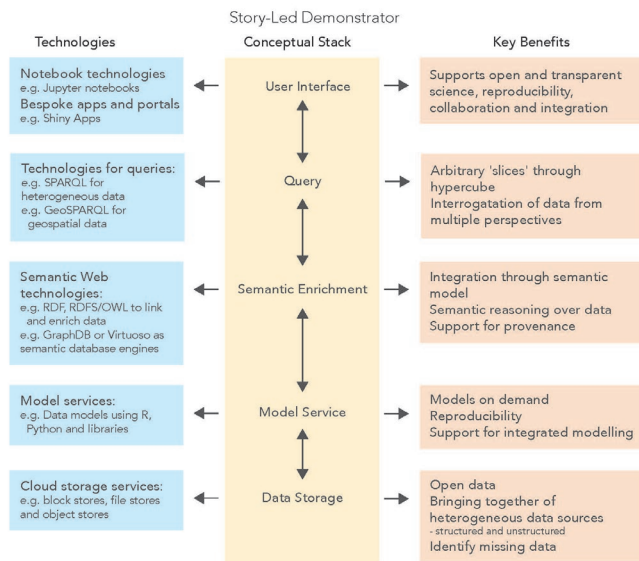 Story-Led Demonstrator
Technologies
Conceptual Stack
Key Benefits
Notebook technologies
e.g. Jupyter notebooks
Bespoke apps and portals
e.g. Shiny Apps
User Interface
Supports open and transparent
science, reproducibility,
collaboration and integration
Technologies for queries:
e.g. SPARQL for
heterogeneous data
e.g. GeoSPARQL for
geospatial data
Query
Arbitrary 'slices' through
hypercube
Interrogatation of data from
multiple perspectives
Semantic Web
technologies:
e.g. RDF, RDFS/OWL to link
and enrich data
e.g. GraphDB or Virtuoso as
semantic database engines
Semantic Enrichment
Integration through semantic
model
Semantic reasoning over data
Support for provenance
Model services:
e.g. Data models using R,
Python and libraries
Model Service
Models on demand
Reproducibility
Support for integrated modelling
Cloud storage services:
e.g. block stores, file stores
and object stores
Data Storage
Open data
Bringing together of
heterogeneous data sources
- structured and unstructured
Identify missing data